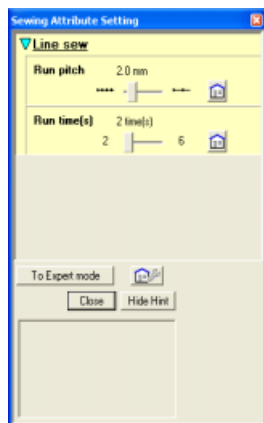 Sewing Attribute Setting
Line sew
Run pitch 2.0 mm
Run time(s) 2 time(s)
2 6
To Expert mode
Close Hide Hint